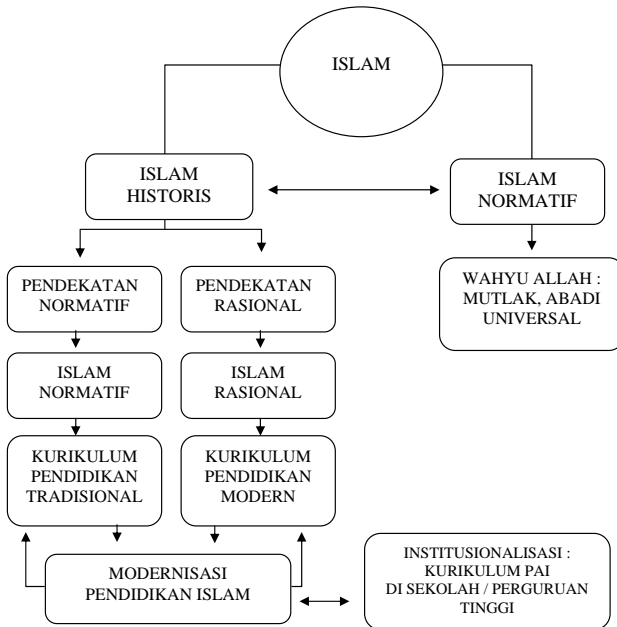 ISLAM
ISLAM
HISTORIS
ISLAM
NORMATIF
PENDEKATAN
NORMATIF
PENDEKATAN
RASIONAL
WAHYU ALLAH :
MUTLAK, ABADI
UNIVERSAL
ISLAM
NORMATIF
ISLAM
RASIONAL
KURIKULUM
PENDIDIKAN
TRADISIONAL
KURIKULUM
PENDIDIKAN
MODERN
MODERNISASI
PENDIDIKAN ISLAM
INSTITUSIONALISASI :
KURIKULUM PAI
DI SEKOLAH / PERGURUAN
TINGGI